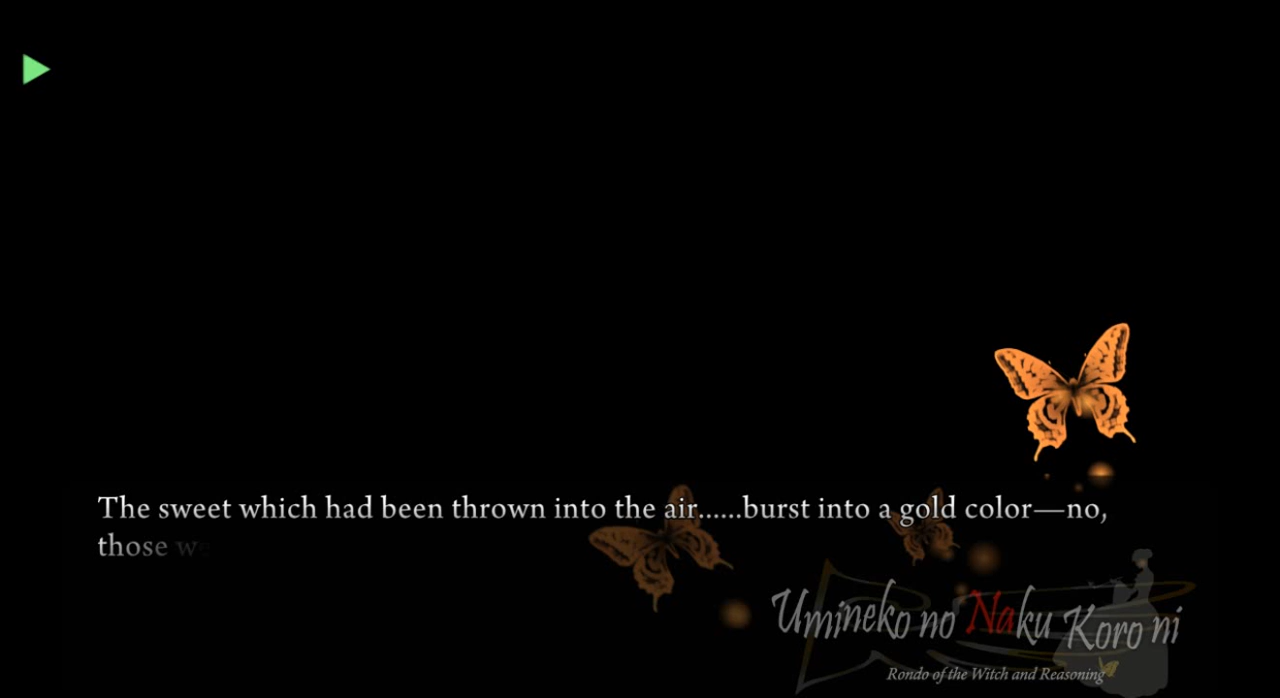 The sweet which had been thrown into the air......burst into a gold color—no,
those we
Umineko no Naku Koro ni
Rondo of the Witch and Reasoning